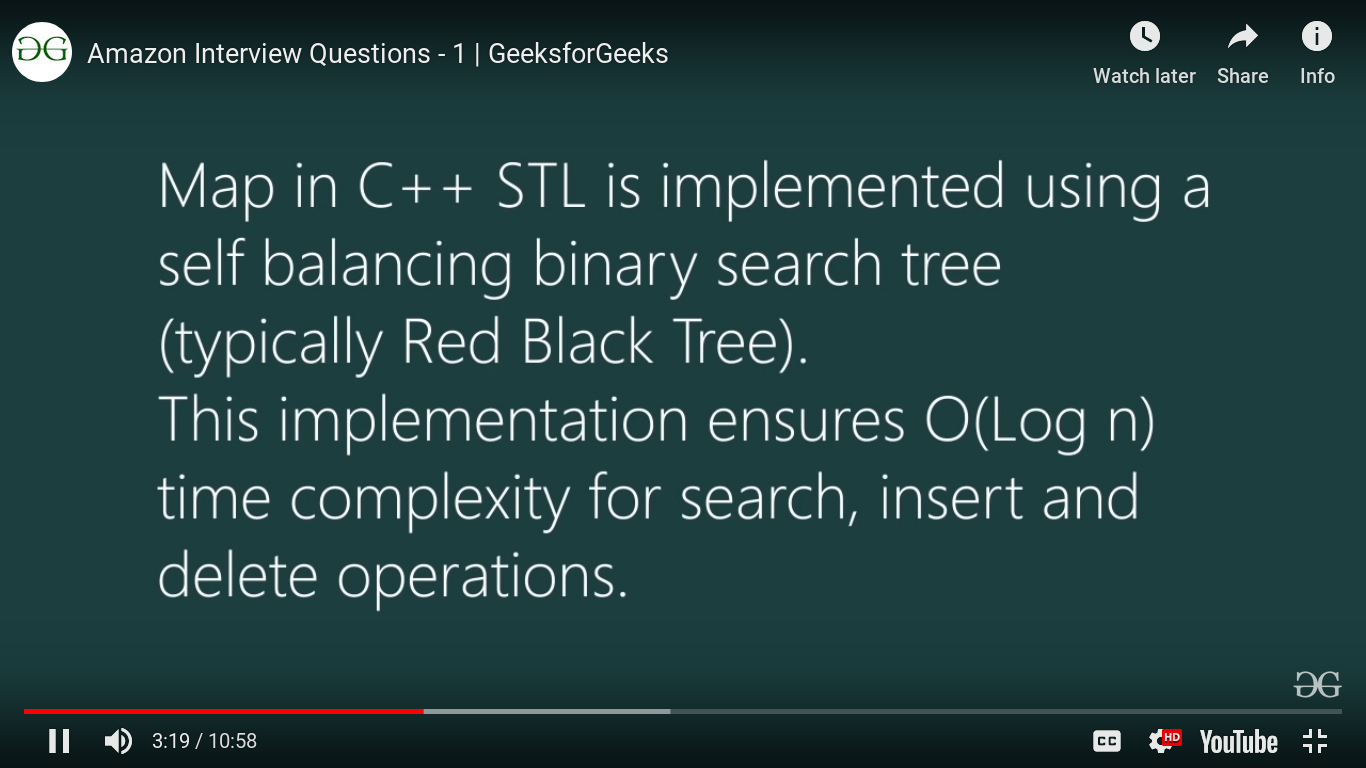 Amazon Interview Questions - 1 | GeeksforGeeks
Watch later
Share
Info
Map in C++ STL is implemented using a
self balancing binary search tree
(typically Red Black Tree).
This implementation ensures O(Log n)
time complexity for search, insert and
delete operations.
3:19 / 10:58
CC
HD
YouTube